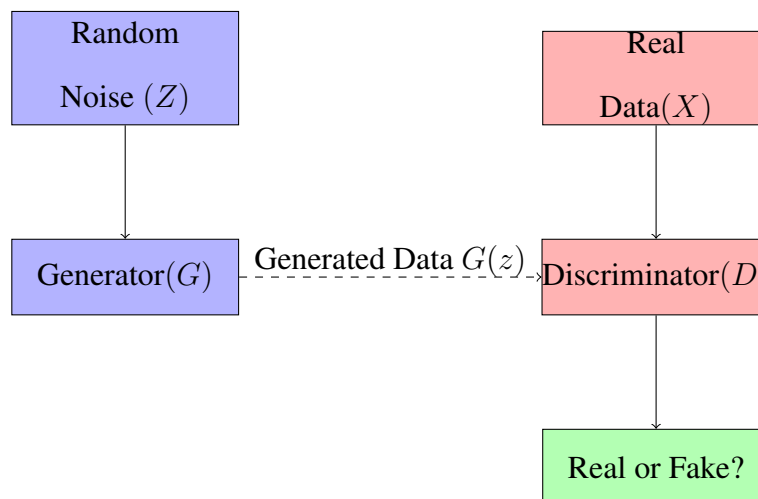 Random
Noise (Z)
Real
Data(X)
Generator(G)
Generated Data G(z)
Discriminator(D
Real or Fake?